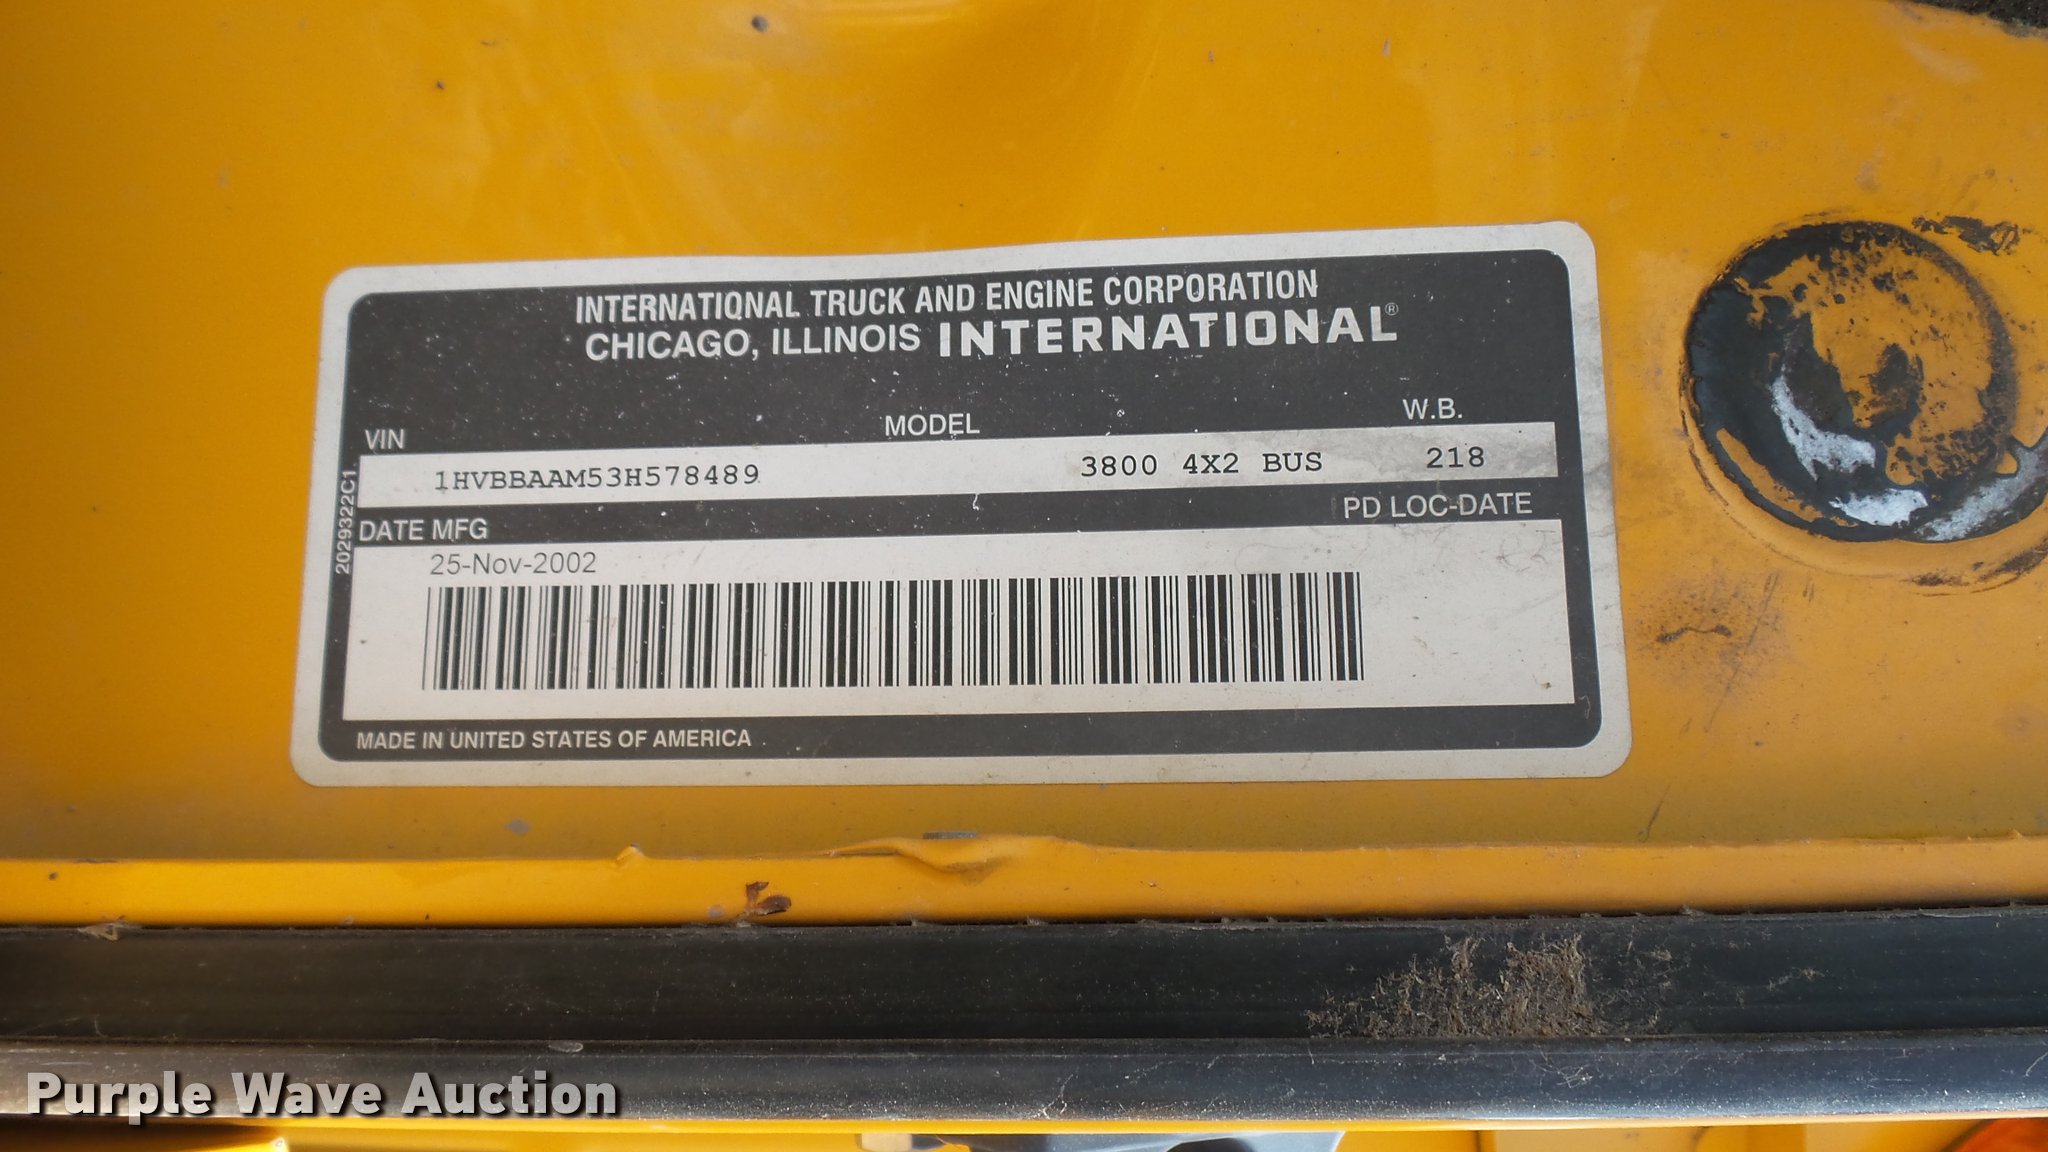 INTERNATIONAL TRUCK AND ENGINE CORPORATION
CHICAGO, ILLINOIS INTERNATIONAL®
VIN MODEL W.B.
1HVBBAAM53H578489 3800 4X2 BUS 218
DATE MFG PD LOC-DATE
25-Nov-2002
2029322C1
MADE IN UNITED STATES OF AMERICA
Purple Wave Auction